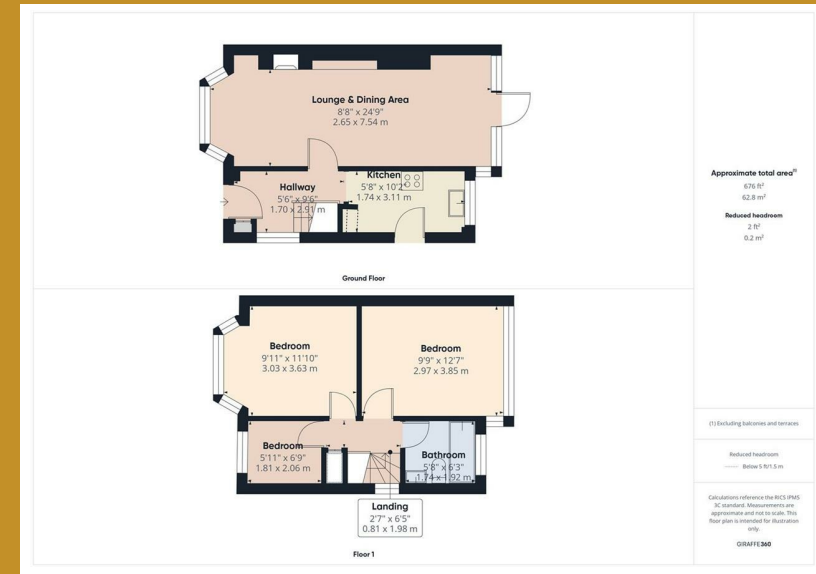 Lounge & Dining Area
8'8" x 24'9"
2.65 x 7.54 m
Hallway
5'6" x 9'6"
1.70 x 2.91 m
Kitchen
5'8" x 10'2"
1.74 x 3.11 m
Ground Floor
Bedroom
9'11" x 11'10"
3.03 x 3.63 m
Bedroom
9'9" x 12'7"
2.97 x 3.85 m
Bedroom
5'11" x 6'9"
1.81 x 2.06 m
Bathroom
5'8" x 6'3"
1.74 x 1.92 m
Landing
2'7" x 6'5"
0.81 x 1.98 m
Floor 1
Approximate total area(1)
676 ft²
62.8 m²
Reduced headroom
2 ft²
0.2 m²
(1) Excluding balconies and terraces
Reduced headroom
Below 5 ft/1.5 m
Calculations reference the RICS IPMS
3C standard. Measurements are
approximate and not to scale. This
floor plan is intended for illustration
only.
GIRAFFE360